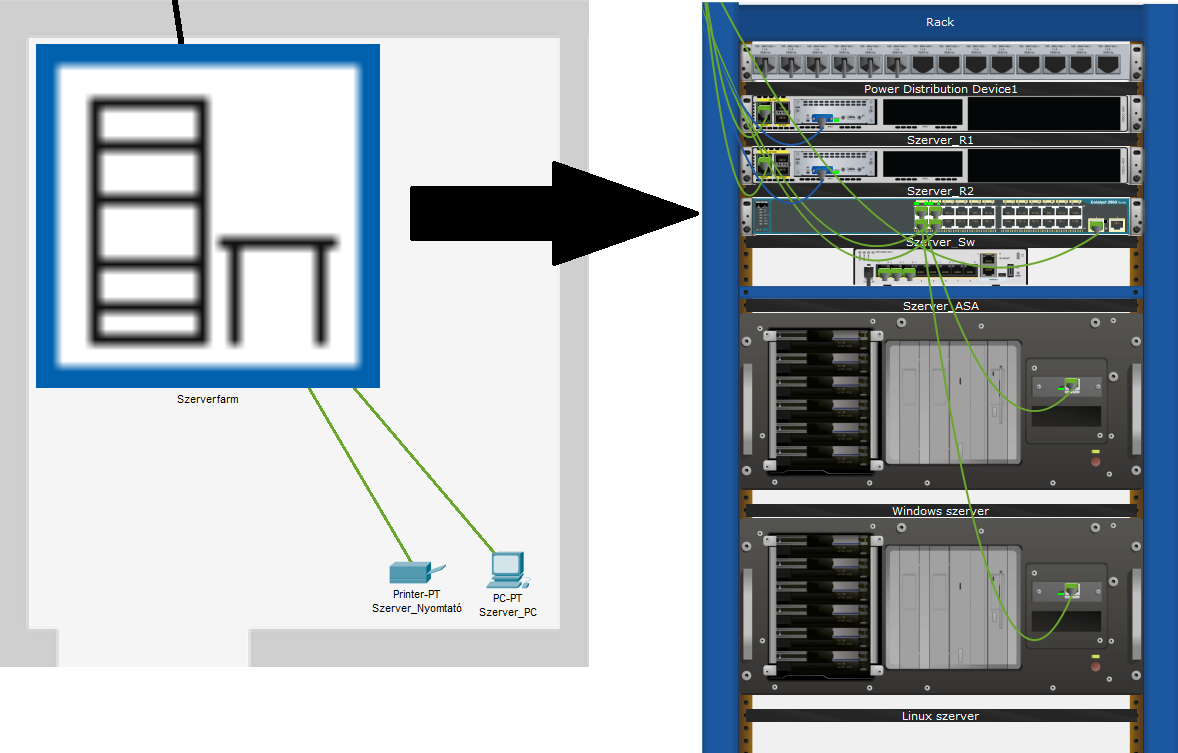 Szerverfarm
Printer-PT
Szerver_Nyomtató
PC-PT
Szerver_PC
Rack
Power Distribution Device1
Szerver_R1
Szerver_R2
Catalyst 2960
Szerver_Sw
Szerver_ASA
Windows szerver
Linux szerver